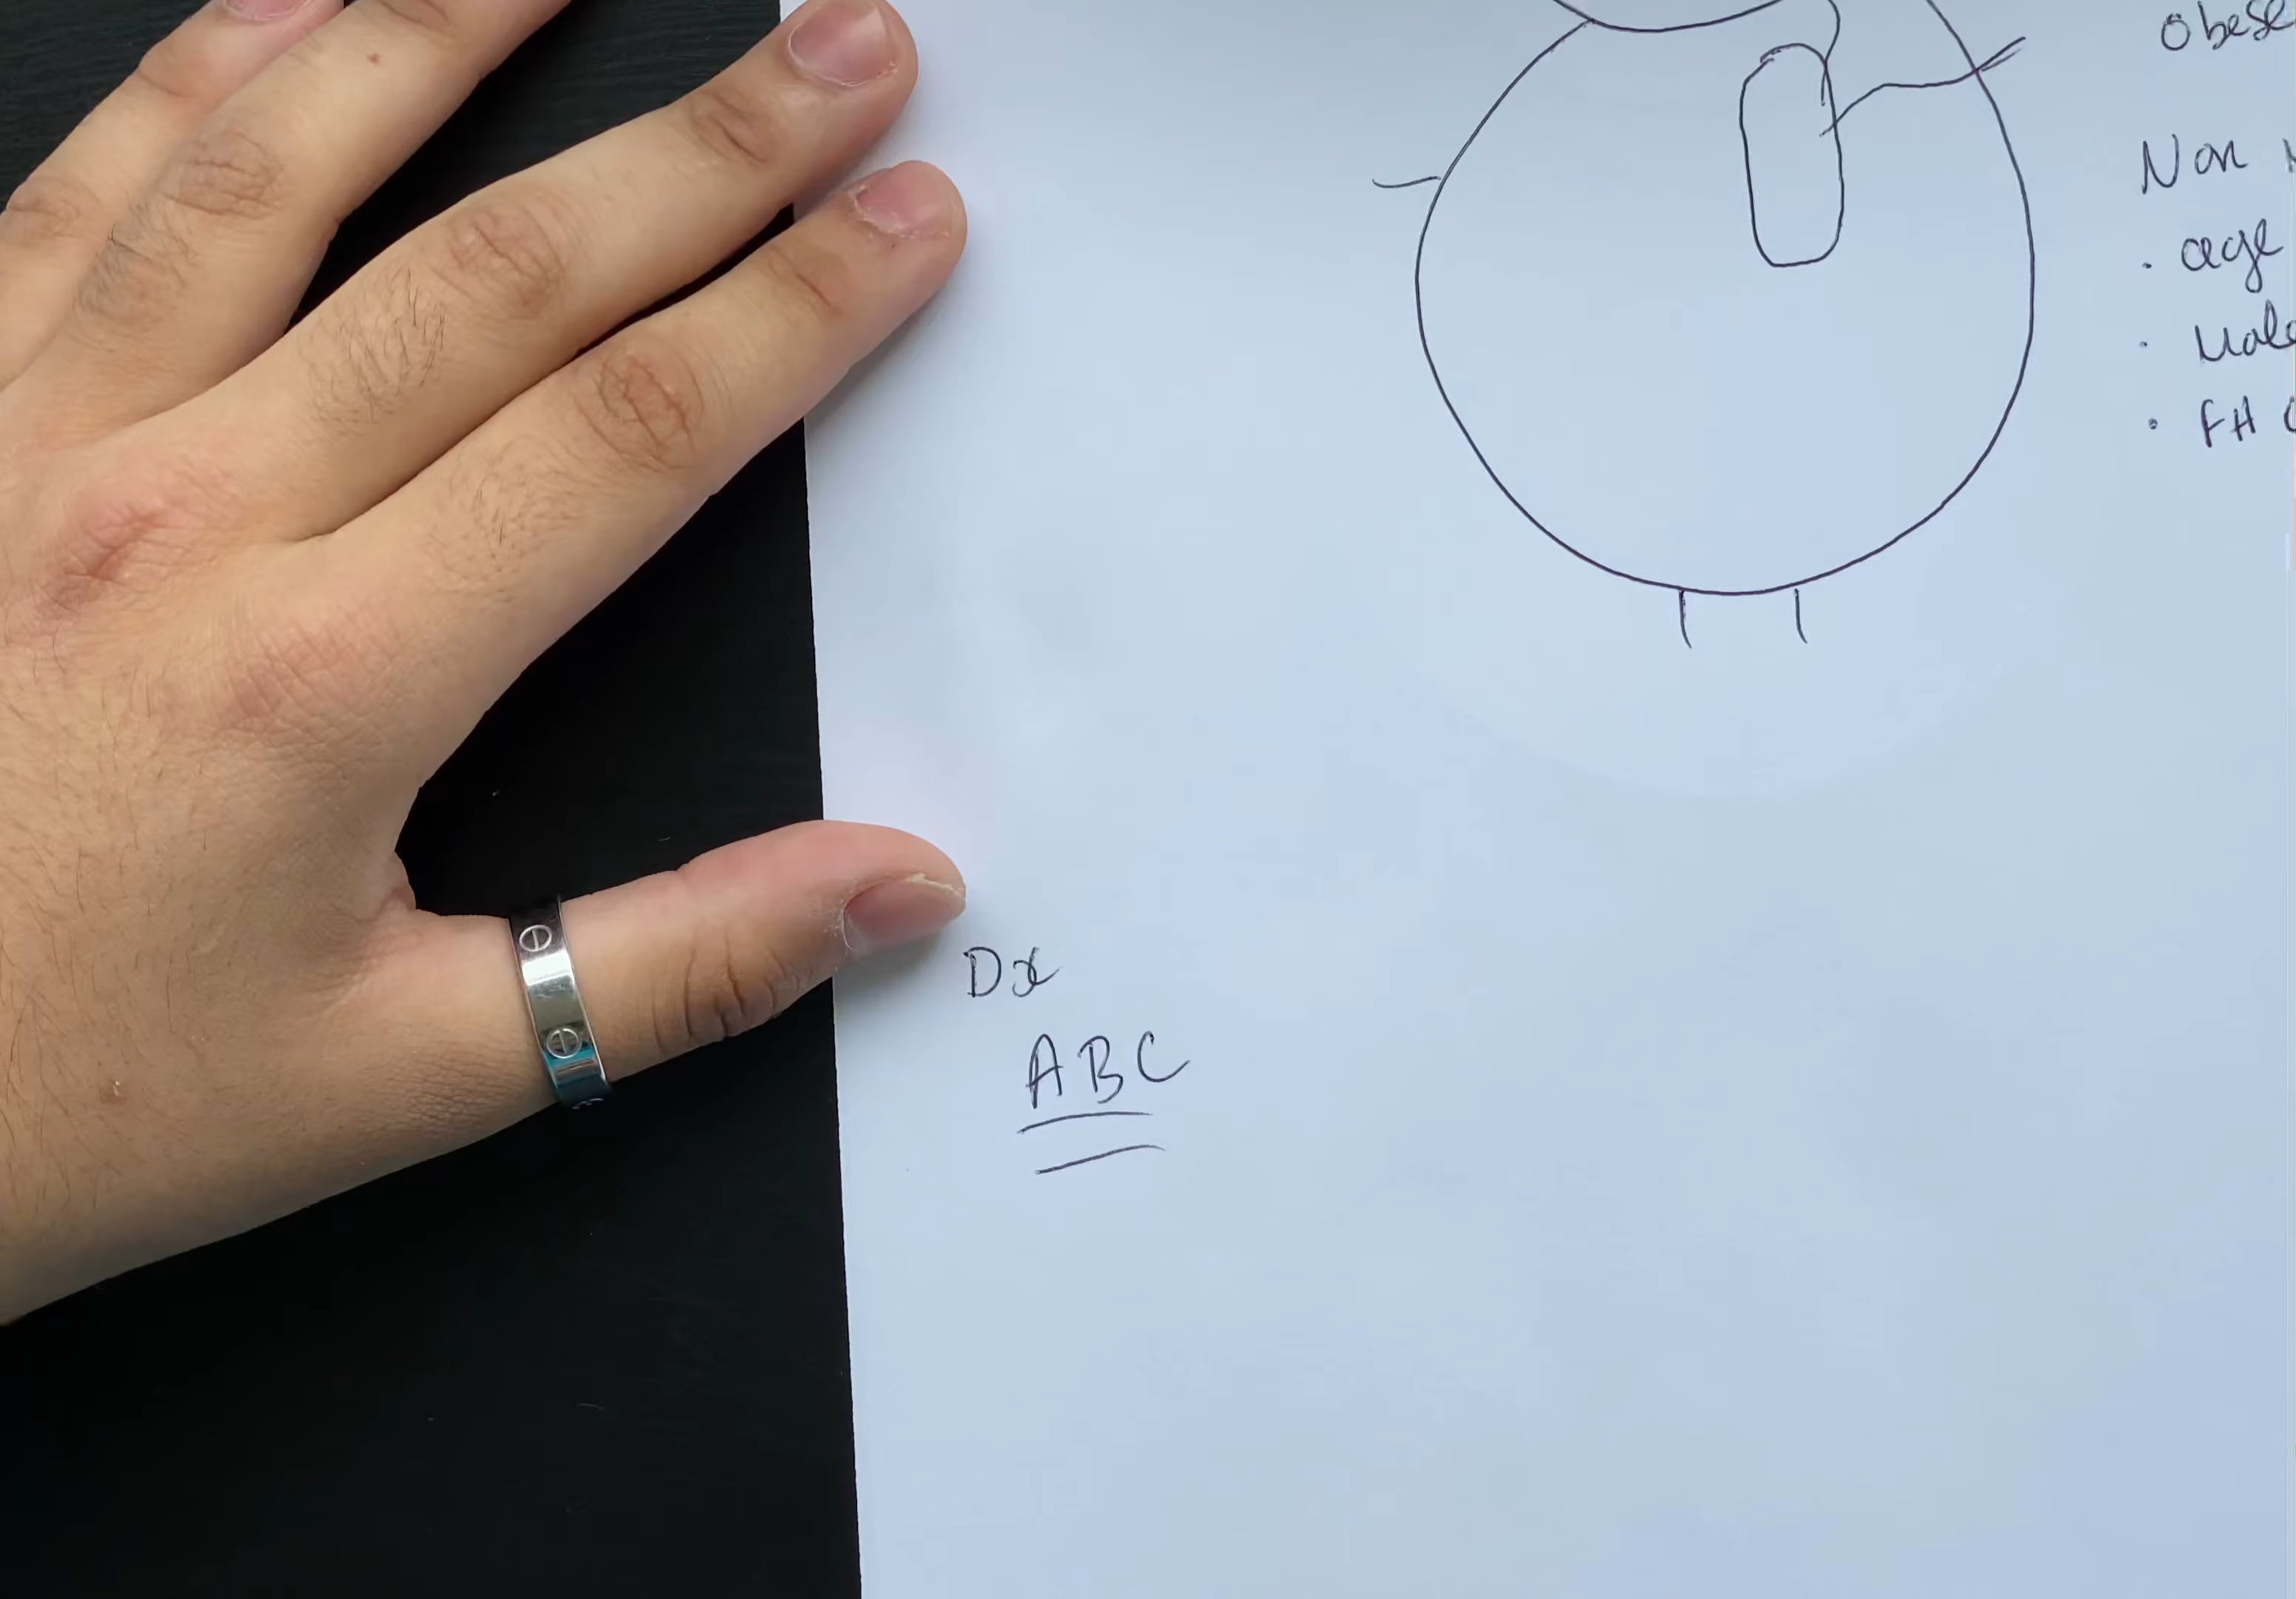 Obese
Non
• age
• Male
• FH
Dx
ABC